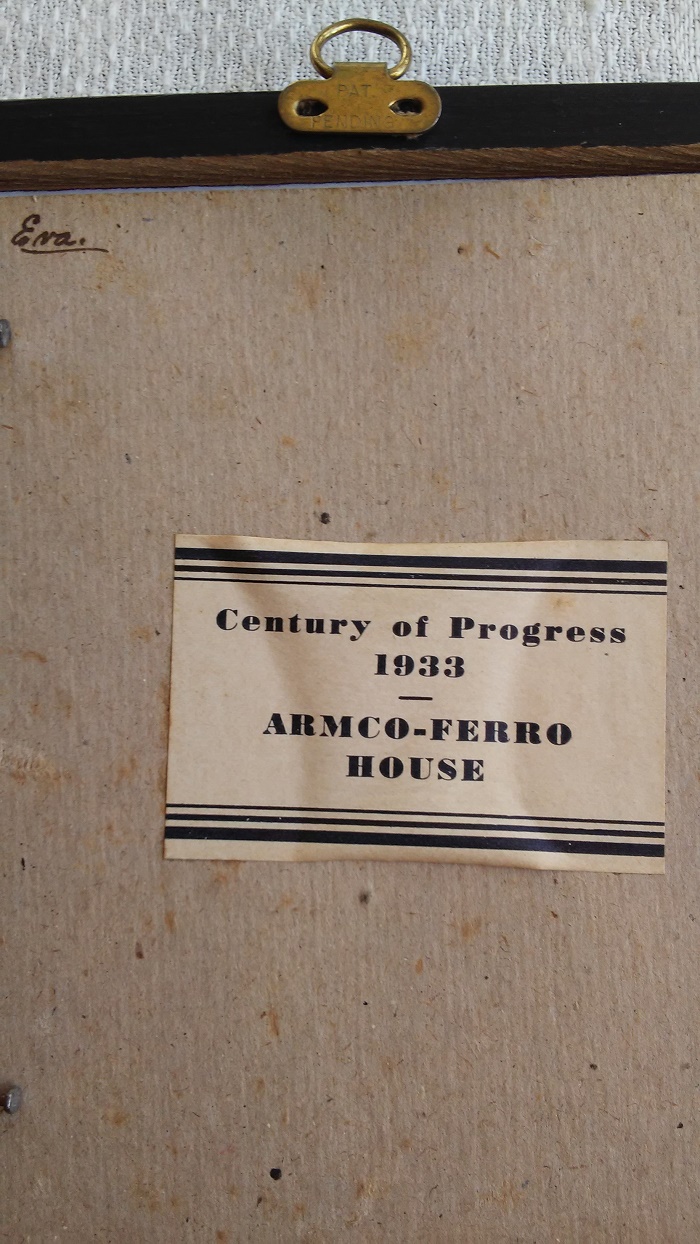 PAT.
PENDING
Eva.
Century of Progress
1933
ARMCO-FERRO
HOUSE